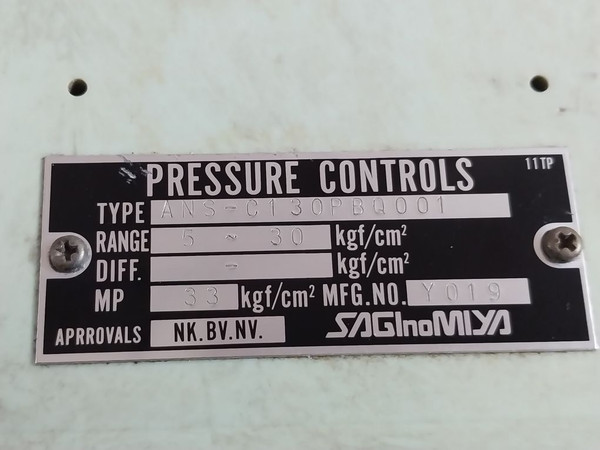 PRESSURE CONTROLS 11TP
TYPE ANS-C130PBQ001
RANGE 5 ~ 30 kgf/cm²
DIFF. - kgf/cm²
MP 33 kgf/cm² MFG.NO. Y019
APRROVALS NK.BV.NV. SAGInoMIYA